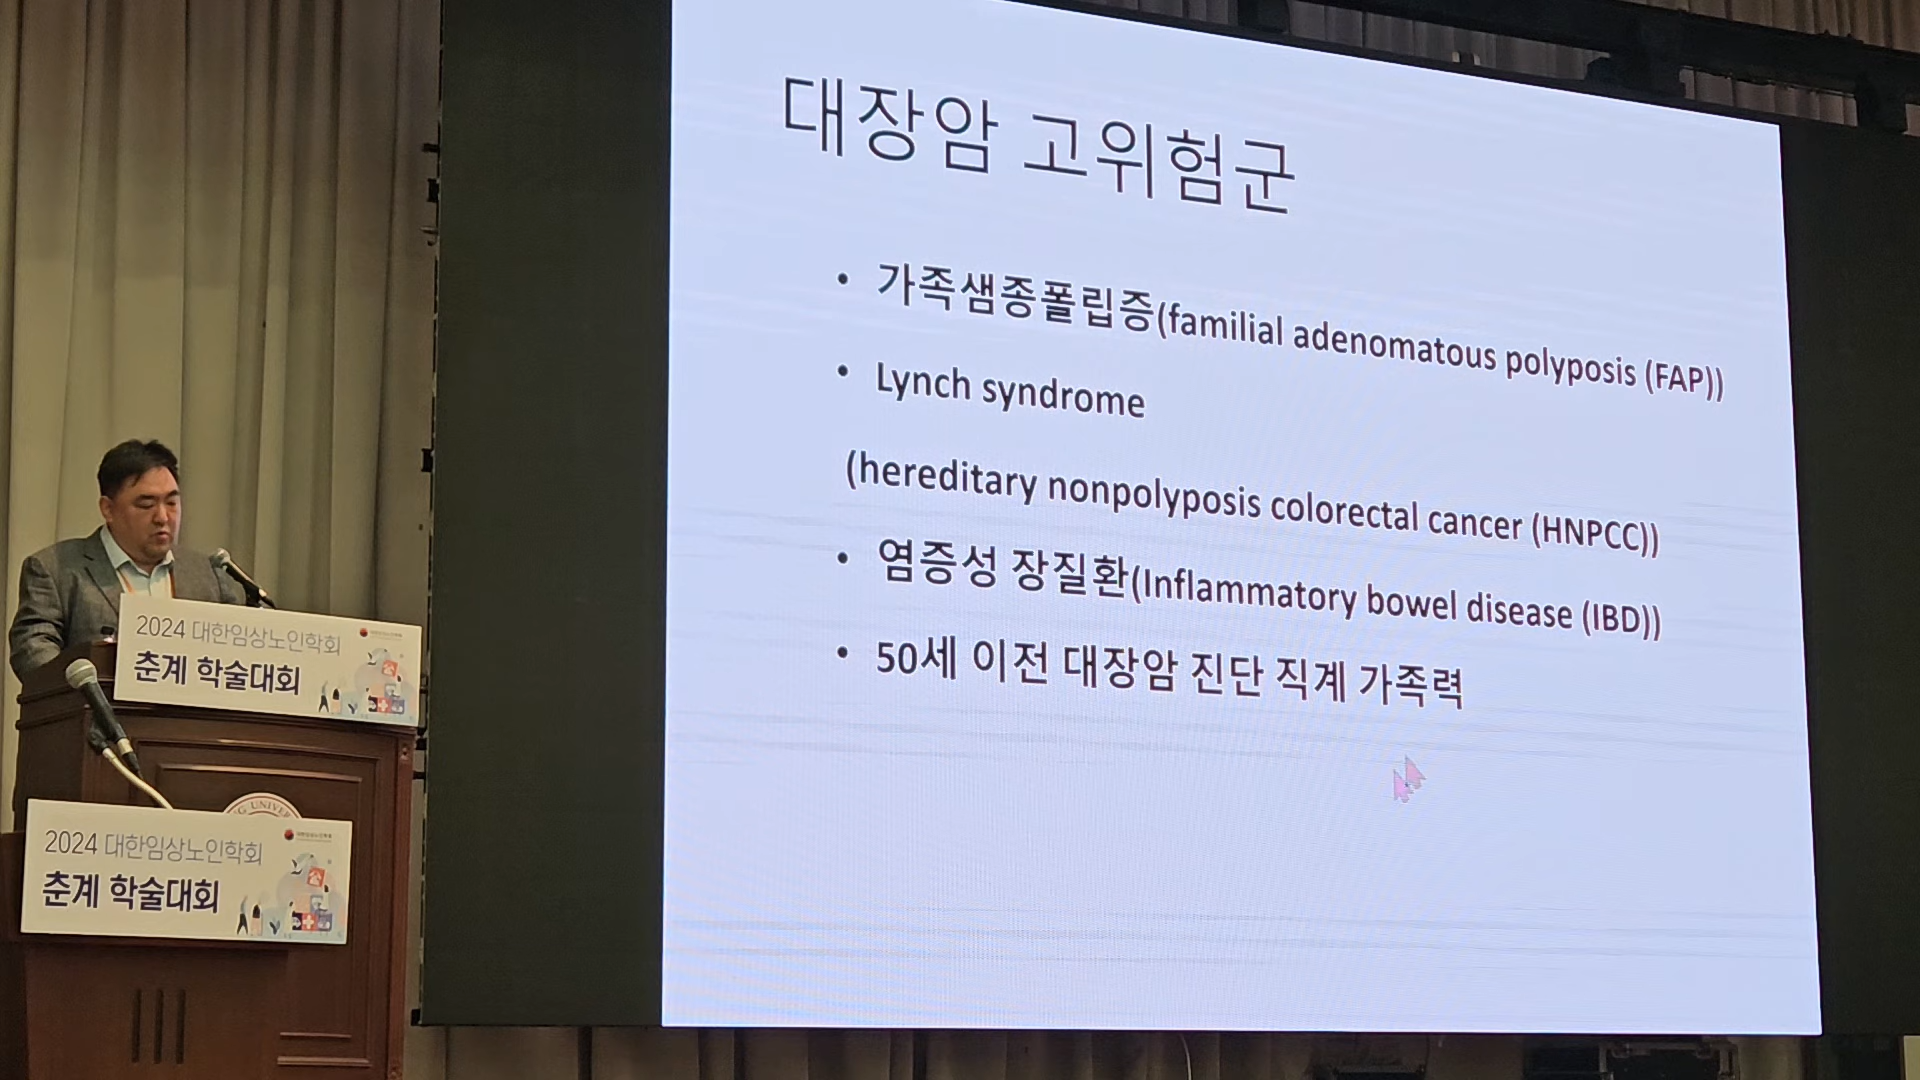 대장암 고위험군
• 가족샘종폴립증(familial adenomatous polyposis (FAP))
• Lynch syndrome
(hereditary nonpolyposis colorectal cancer (HNPCC))
• 염증성 장질환(Inflammatory bowel disease (IBD))
• 50세 이전 대장암 진단 직계 가족력
2024 대한임상노인학회
춘계 학술대회
2024 대한임상노인학회
춘계 학술대회